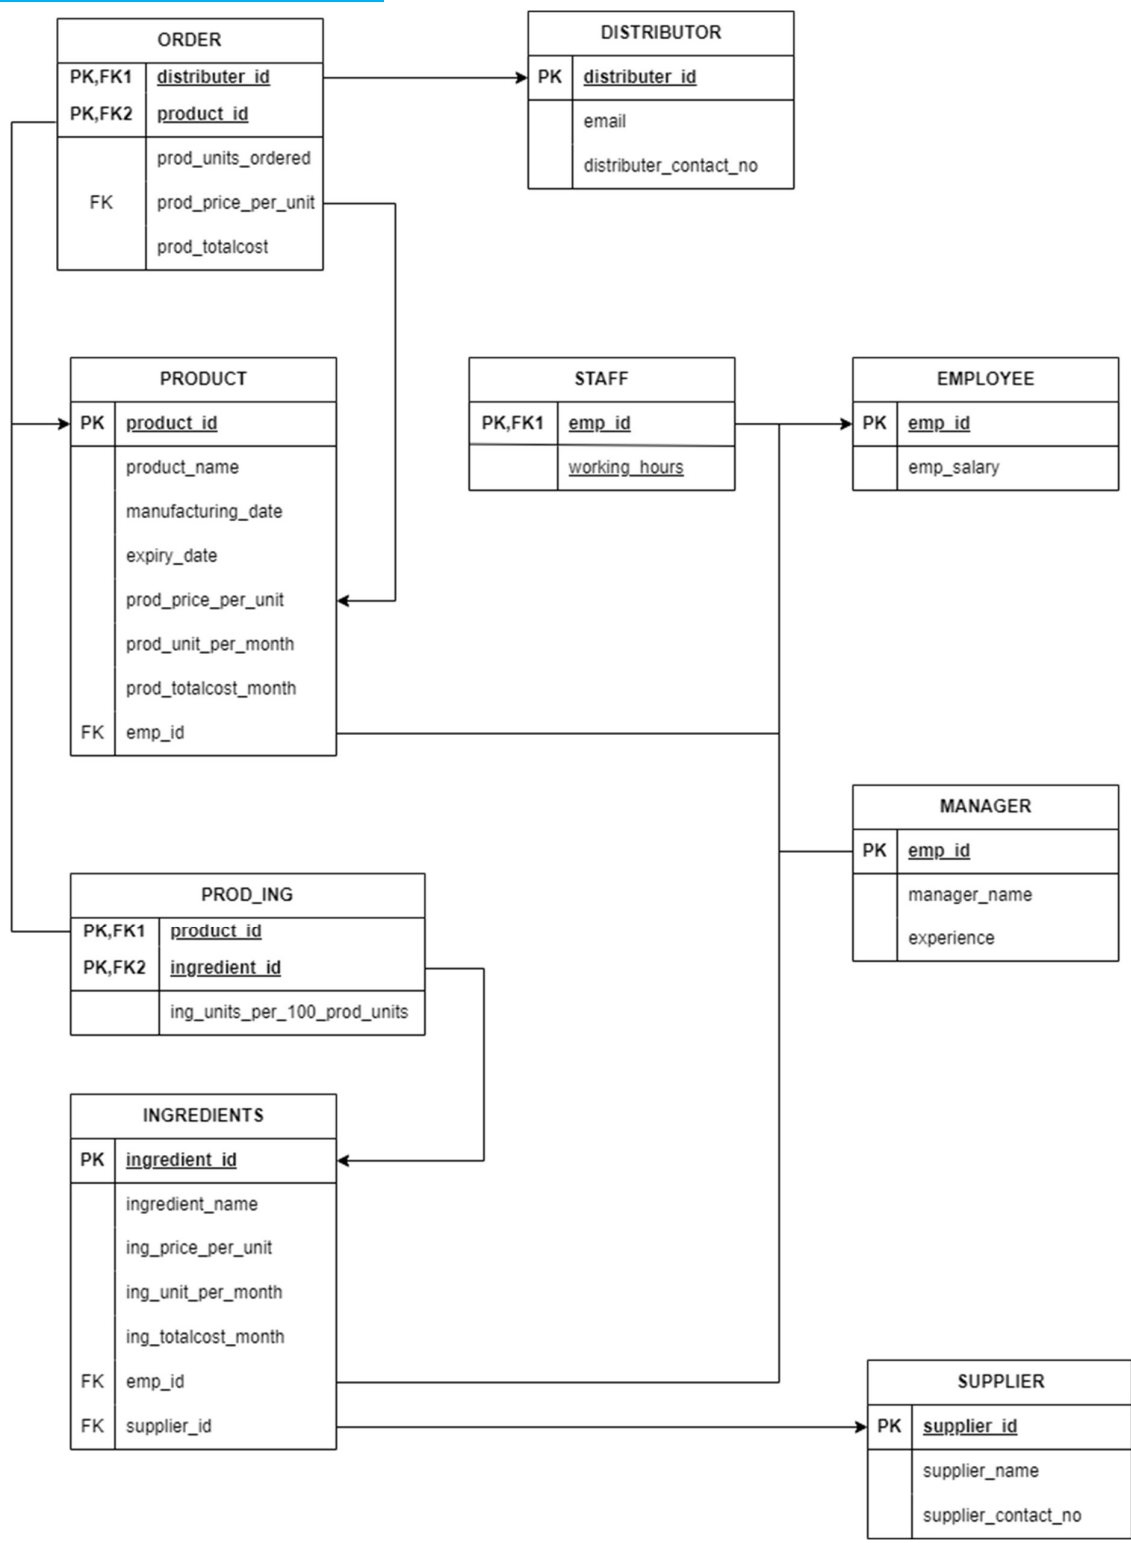 ORDER
PK,FK1 distributer_id
PK,FK2 product_id
prod_units_ordered
FK prod_price_per_unit
prod_totalcost
DISTRIBUTOR
PK distributer_id
email
distributer_contact_no
PRODUCT
PK product_id
product_name
manufacturing_date
expiry_date
prod_price_per_unit
prod_unit_per_month
prod_totalcost_month
FK emp_id
STAFF
PK,FK1 emp_id
working_hours
EMPLOYEE
PK emp_id
emp_salary
MANAGER
PK emp_id
manager_name
experience
PROD_ING
PK,FK1 product_id
PK,FK2 ingredient_id
ing_units_per_100_prod_units
INGREDIENTS
PK ingredient_id
ingredient_name
ing_price_per_unit
ing_unit_per_month
ing_totalcost_month
FK emp_id
FK supplier_id
SUPPLIER
PK supplier_id
supplier_name
supplier_contact_no